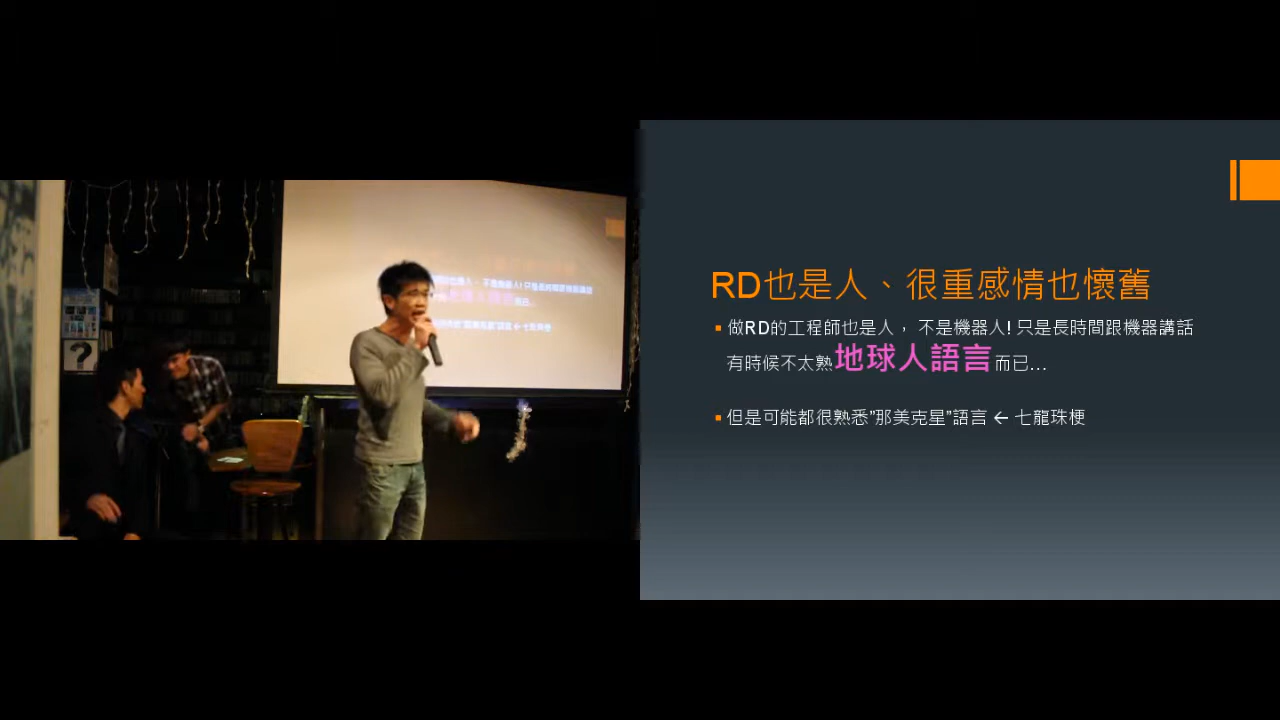 RD也是人、很重感情也懷舊
做RD的工程師也是人， 不是機器人! 只是長時間跟機器講話
有時候不太熟地球人語言而已...
但是可能都很熟悉"那美克星"語言 ← 七龍珠梗
?